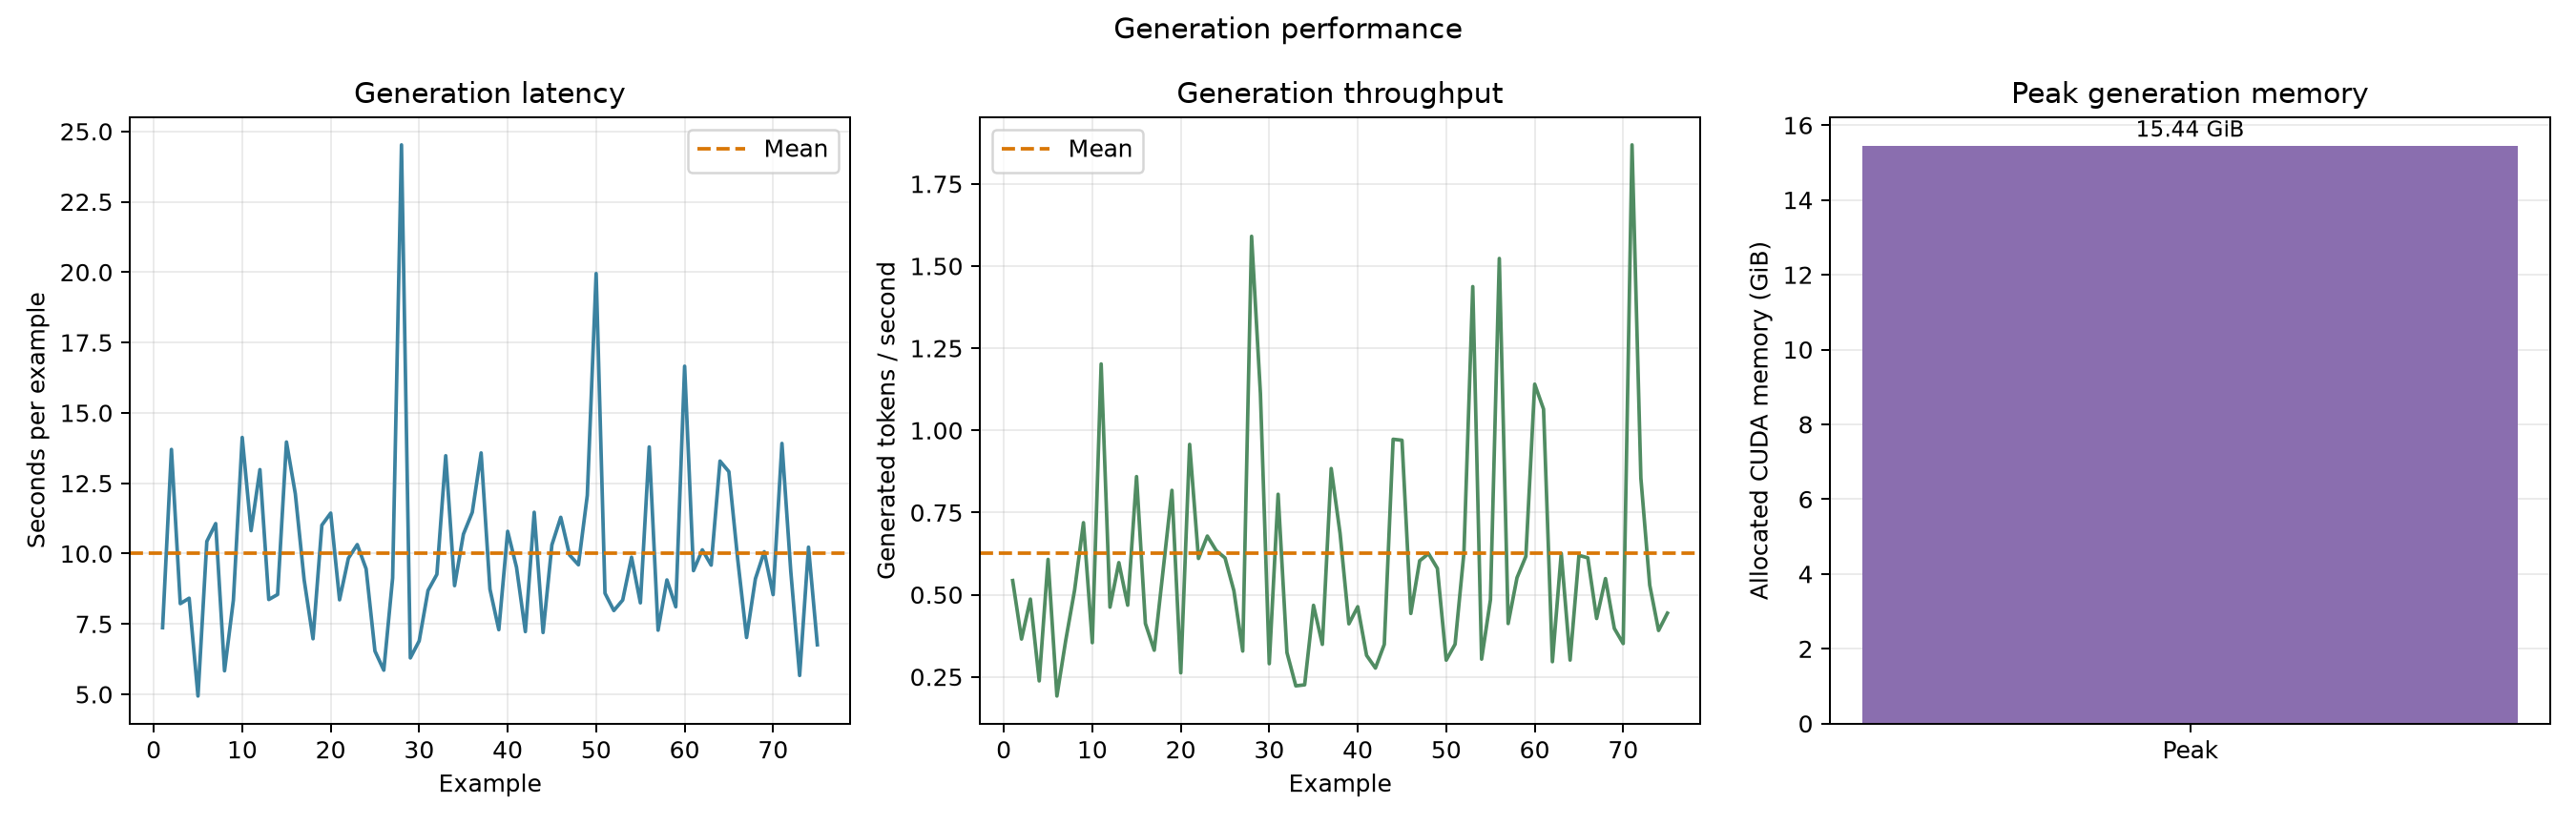 Generation performance
Generation latency
Seconds per example
25.0
22.5
20.0
17.5
15.0
12.5
10.0
7.5
5.0
Mean
0 10 20 30 40 50 60 70
Example
Generation throughput
Generated tokens / second
1.75
1.50
1.25
1.00
0.75
0.50
0.25
Mean
0 10 20 30 40 50 60 70
Example
Peak generation memory
Allocated CUDA memory (GiB)
16
14
12
10
8
6
4
2
0
15.44 GiB
Peak